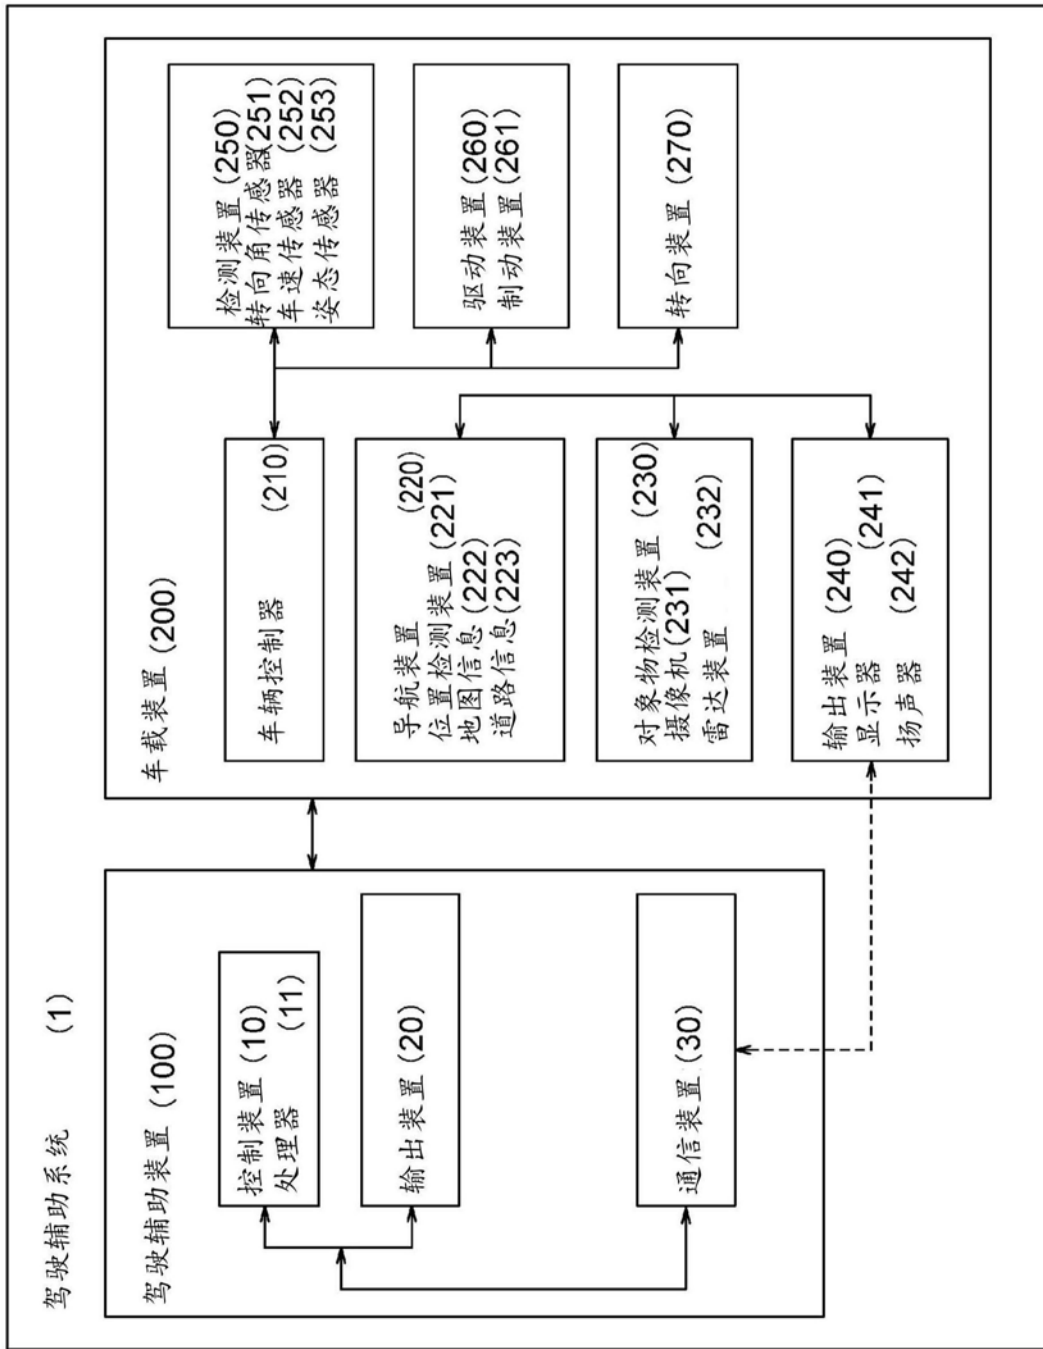 驾驶辅助系统 (1)
驾驶辅助装置 (100)
控制装置 (10)
处理器 (11)
输出装置 (20)
通信装置 (30)
车载装置 (200)
车辆控制器 (210)
导航装置 (220)
位置检测装置 (221)
地图信息 (222)
道路信息 (223)
对象物检测装置 (230)
摄像机 (231)
雷达装置 (232)
输出装置 (240)
显示器 (241)
扬声器 (242)
检测装置 (250)
转向角传感器 (251)
车速传感器 (252)
姿态传感器 (253)
驱动装置 (260)
制动装置 (261)
转向装置 (270)